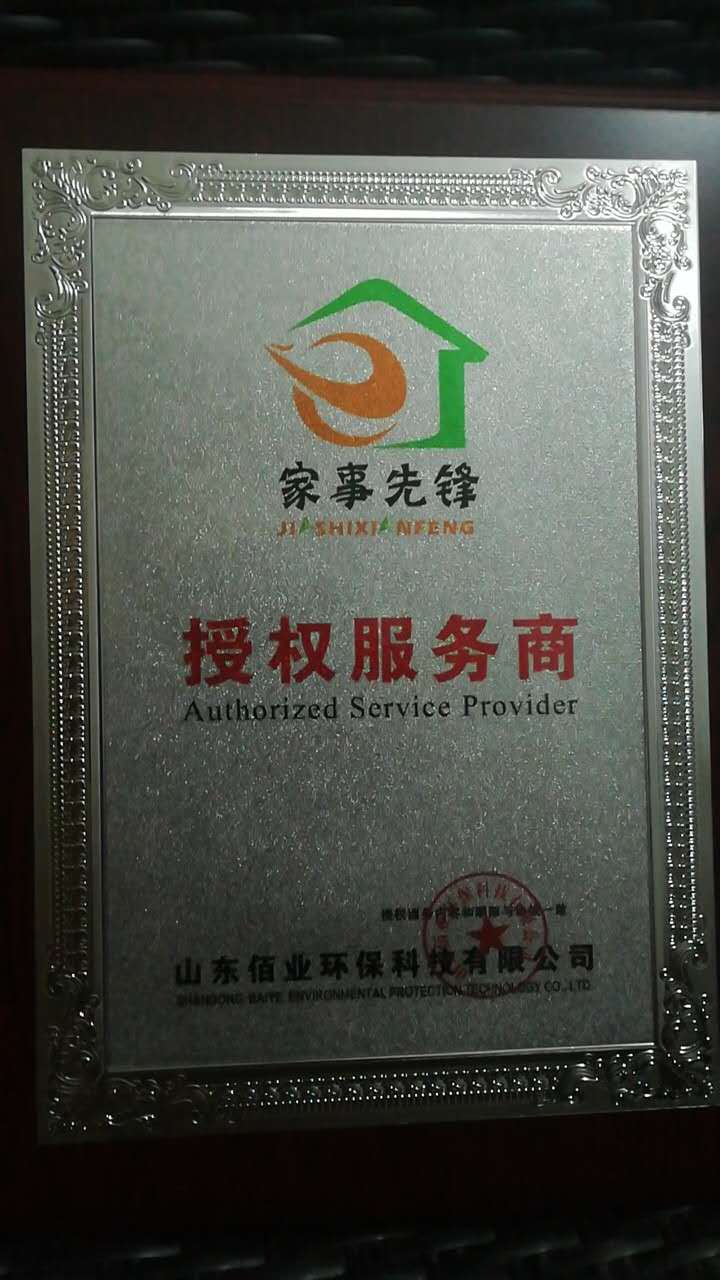 家事先锋
JIASHIXIANFENG
授权服务商
Authorized Service Provider
山东佰业环保科技有限公司
SHANDONG BAIYE ENVIRONMENTAL PROTECTION TECHNOLOGY CO.,LTD.